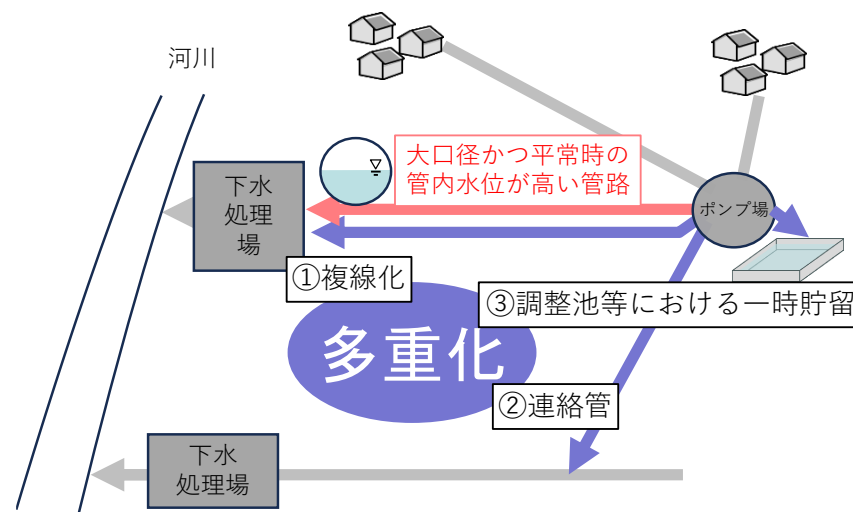 河川
大口径かつ平常時の
管内水位が高い管路
下水
処理
場
ポンプ場
①複線化
③調整池等における一時貯留
多重化
②連絡管
下水
処理場